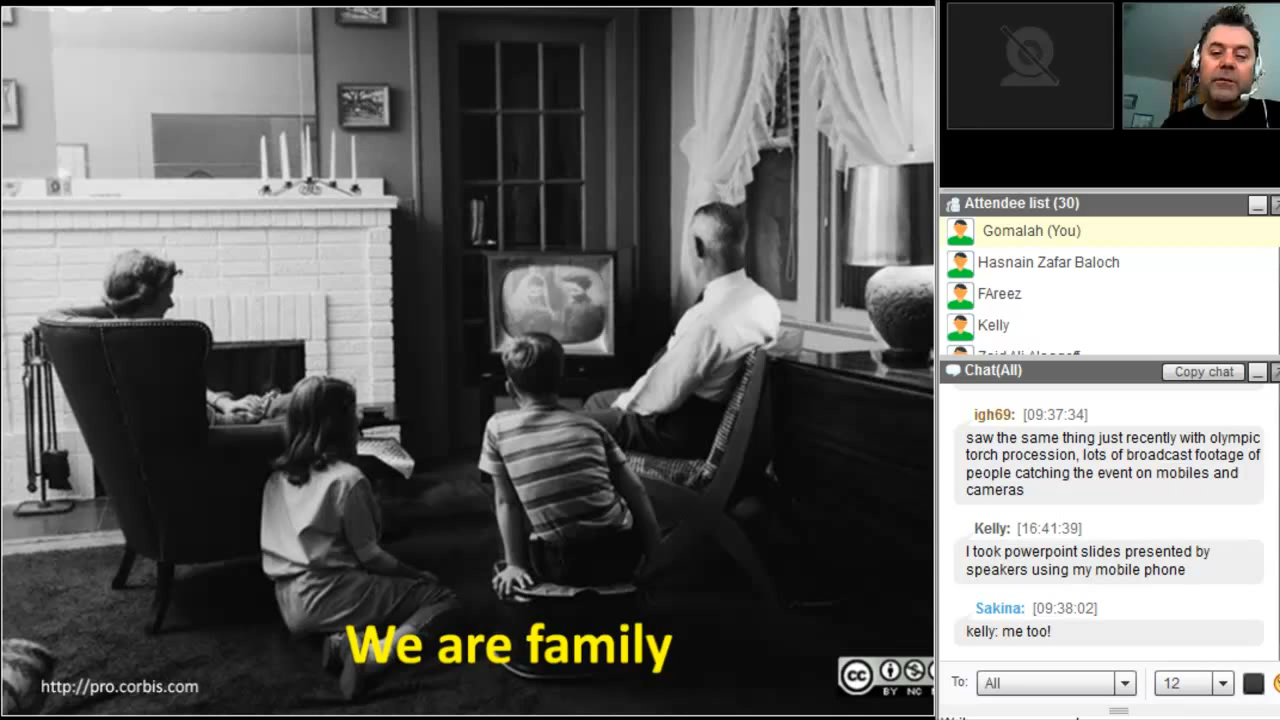 We are family
http://pro.corbis.com
cc
BY NC
Attendee list (30)
Gomalah (You)
Hasnain Zafar Baloch
FAreez
Kelly
Chat(All)
Copy chat
igh69: [09:37:34]
saw the same thing just recently with olympic
torch procession, lots of broadcast footage of
people catching the event on mobiles and
cameras
Kelly: [16:41:39]
I took powerpoint slides presented by
speakers using my mobile phone
Sakina: [09:38:02]
kelly: me too!
To: All 12